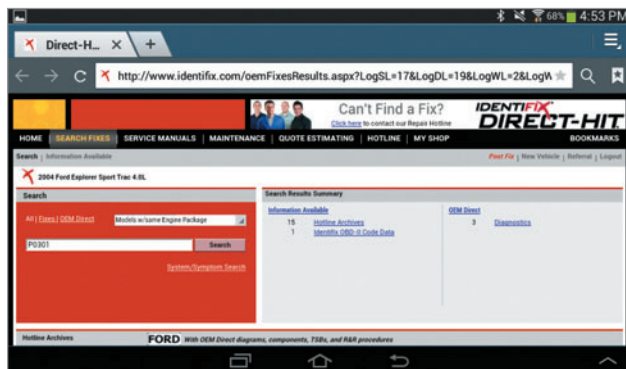 68% 4:53 PM
Direct-H...
http://www.identifix.com/oemFixesResults.aspx?LogSL=17&LogDL=19&LogWL=2&LogW
Can't Find a Fix?
Click here to contact our Repair Hotline
IDENTIFIX
DIRECT-HIT
HOME SEARCH FIXES SERVICE MANUALS MAINTENANCE QUOTE ESTIMATING HOTLINE MY SHOP BOOKMARKS
Search | Information Available Post Fix | New Vehicle | Referral | Logout
2004 Ford Explorer Sport Trac 4.0L
Search
All | Fixes | OEM Direct Models w/same Engine Package
P0301 Search
System/Symptom Search
Search Results Summary
Information Available OEM Direct
15 Hotline Archives 3 Diagnostics
1 Identifix OBD-II Code Data
Hotline Archives FORD With OEM Direct diagrams, components, TSBs, and R&R procedures